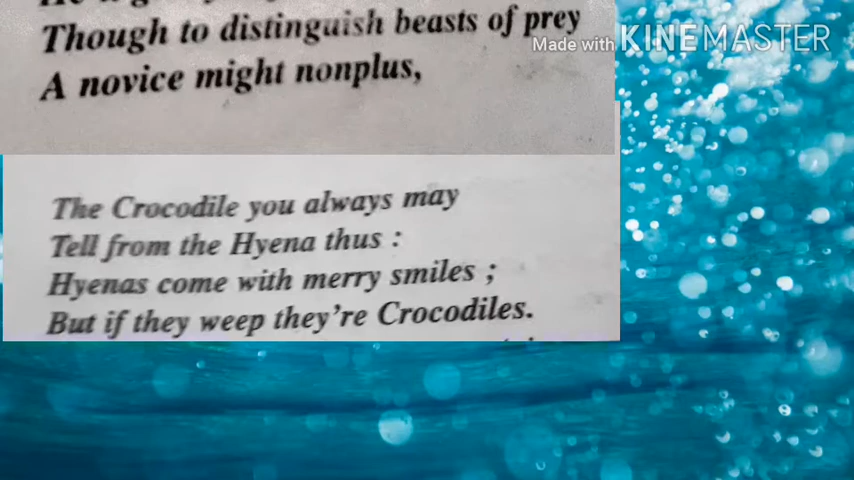 Though to distinguish beasts of prey
A novice might nonplus,
Made with KINEMASTER
The Crocodile you always may
Tell from the Hyena thus :
Hyenas come with merry smiles ;
But if they weep they're Crocodiles.